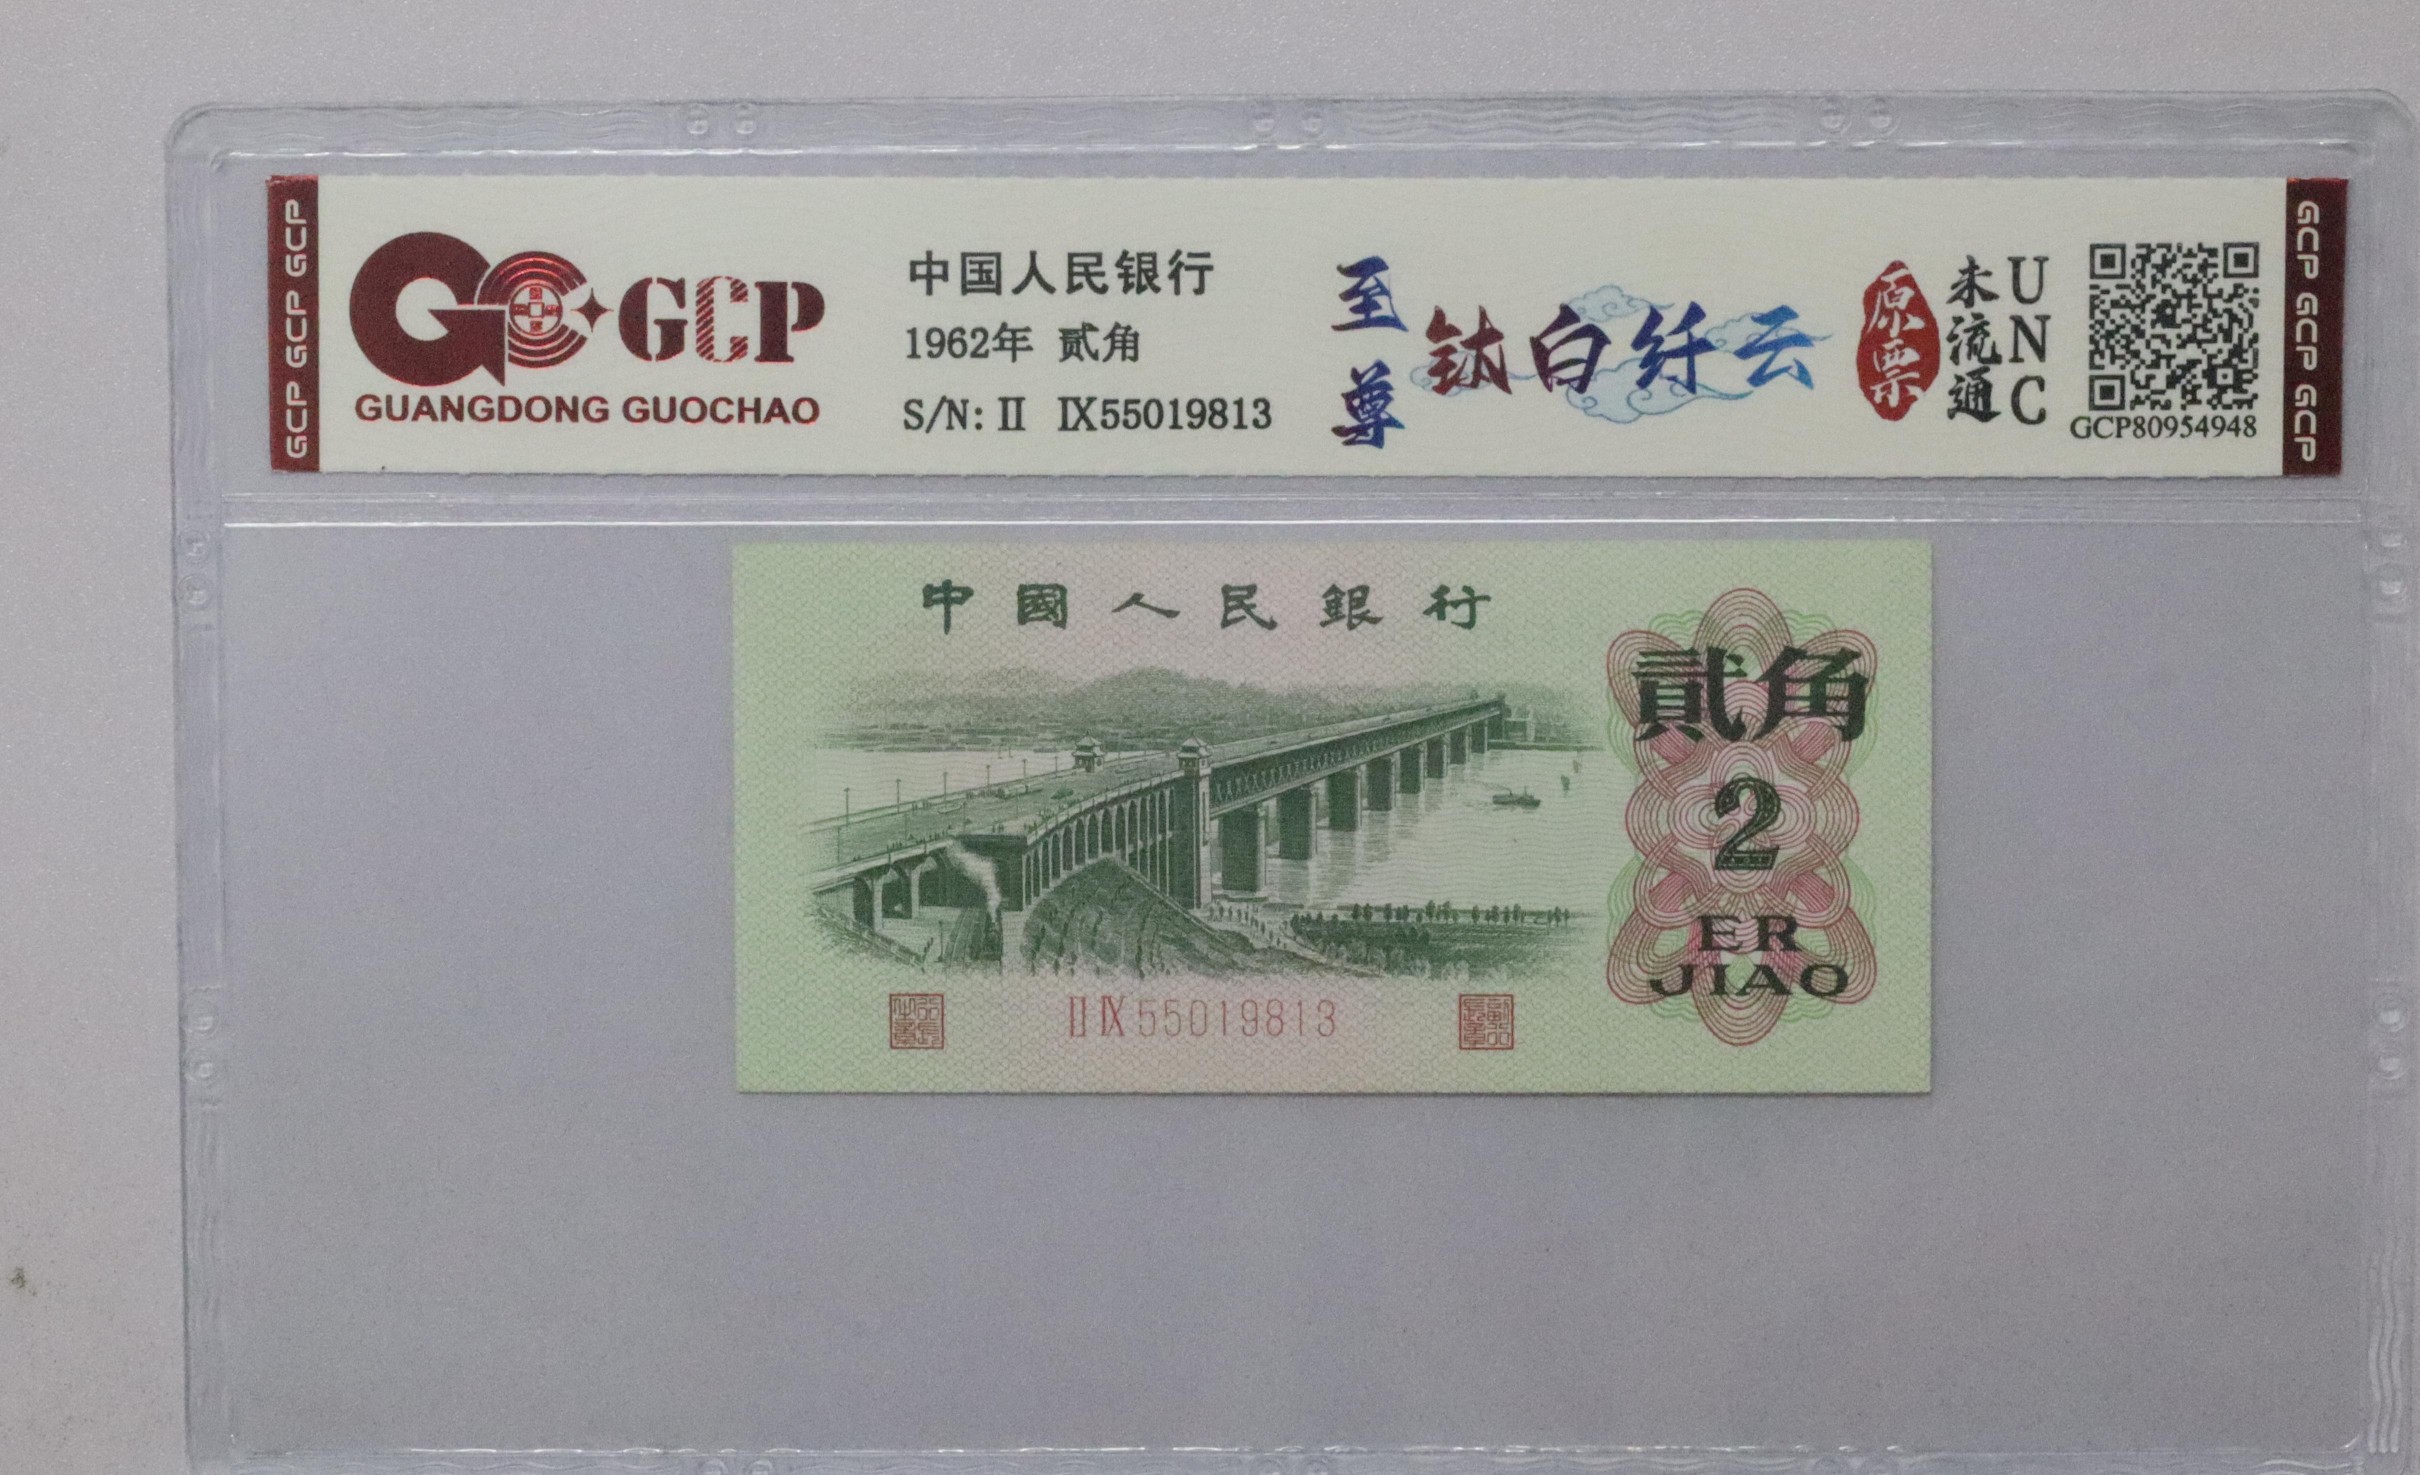 GCP GCP GCP
GCP
GUANGDONG GUOCHAO
中国人民银行
1962年 贰角
S/N: II IX55019813
至尊
钛白纤云
原票
未流通
UNC
GCP80954948
GCP GCP GCP
中國人民銀行
貳角
2
ER
JIAO
II IX 55019813